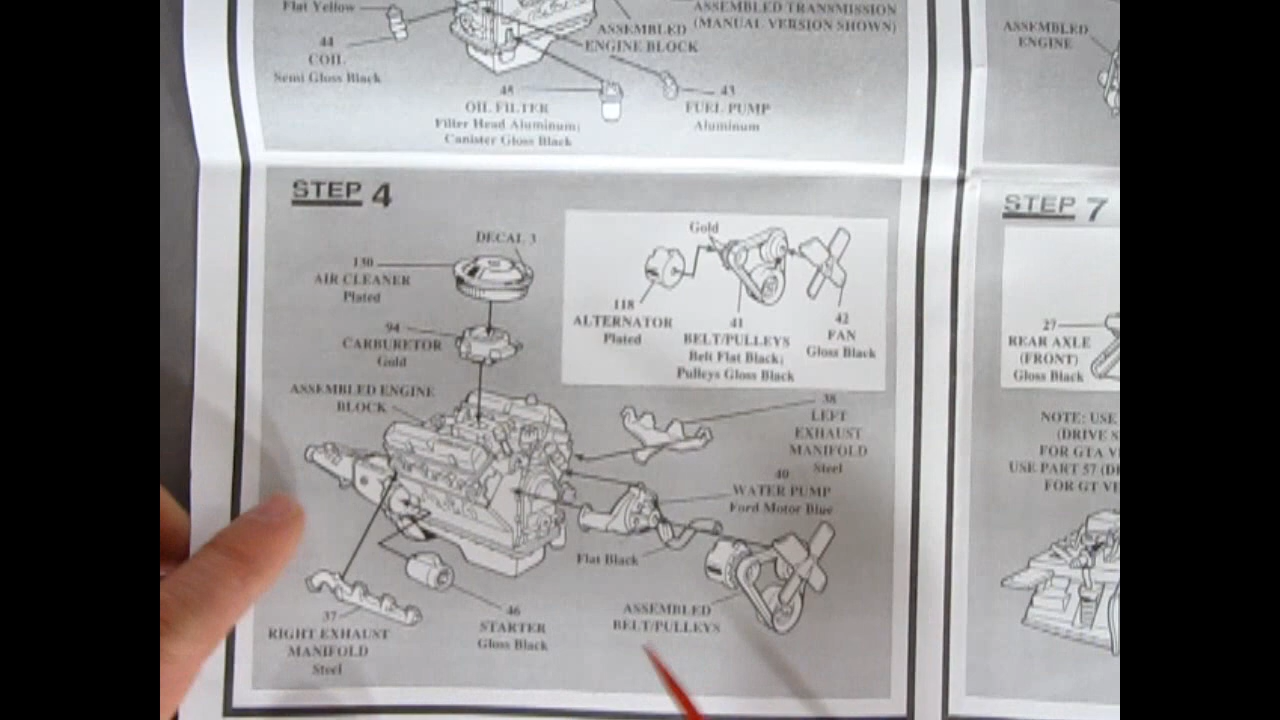 Flat Yellow
44
COIL
Semi Gloss Black
ASSEMBLED
ENGINE BLOCK
ASSEMBLED TRANSMISSION
(MANUAL VERSION SHOWN)
45
OIL FILTER
Filter Head Aluminum;
Canister Gloss Black
43
FUEL PUMP
Aluminum
STEP 4
DECAL 3
130
AIR CLEANER
Plated
94
CARBURETOR
Gold
ASSEMBLED ENGINE
BLOCK
Gold
118
ALTERNATOR
Plated
41
BELT/PULLEYS
Belt Flat Black;
Pulleys Gloss Black
42
FAN
Gloss Black
38
LEFT
EXHAUST
MANIFOLD
Steel
40
WATER PUMP
Ford Motor Blue
Flat Black
ASSEMBLED
BELT/PULLEYS
46
STARTER
Gloss Black
37
RIGHT EXHAUST
MANIFOLD
Steel
ASSEMBLED
ENGINE
STEP 7
27
REAR AXLE
(FRONT)
Gloss Black
NOTE: USE
(DRIVE S
FOR GTA V
USE PART 57 (D
FOR GT VE